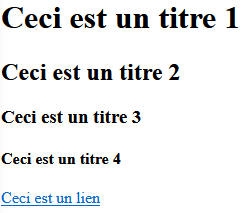 Ceci est un titre 1
Ceci est un titre 2
Ceci est un titre 3
Ceci est un titre 4
Ceci est un lien